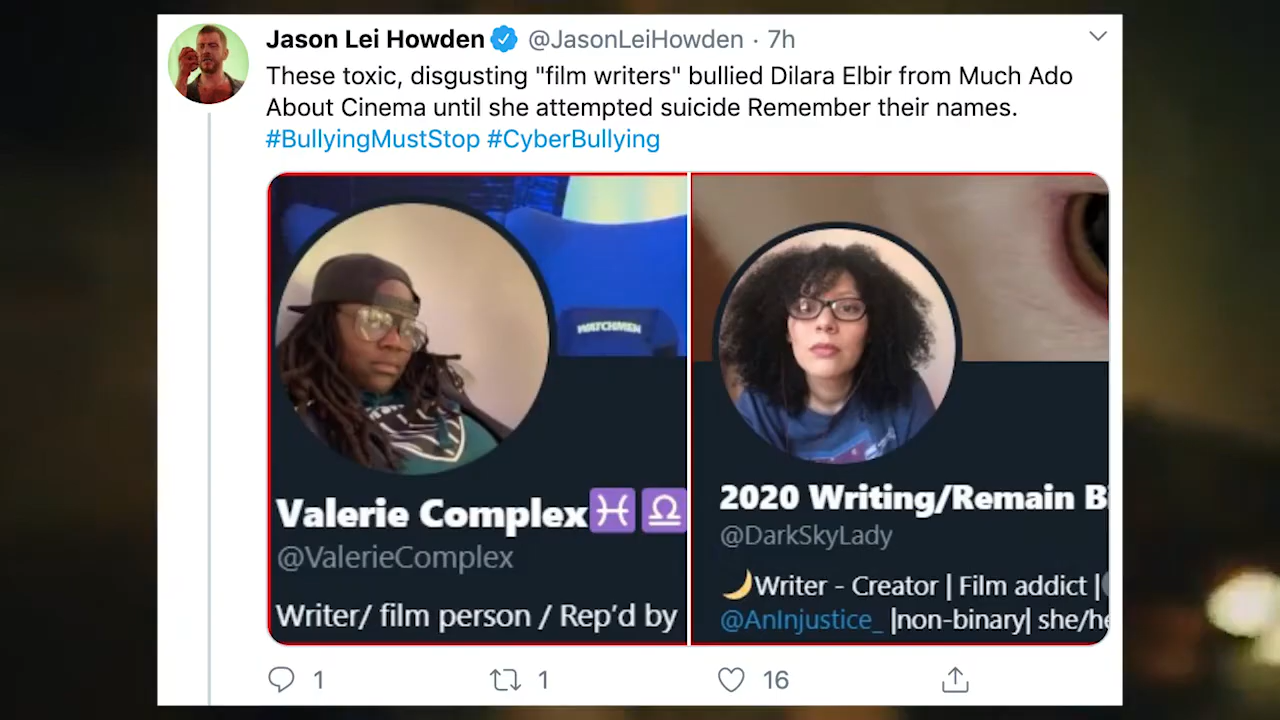 Jason Lei Howden @JasonLeiHowden · 7h
These toxic, disgusting "film writers" bullied Dilara Elbir from Much Ado
About Cinema until she attempted suicide Remember their names.
#BullyingMustStop #CyberBullying
WATCHMEN
Valerie Complex♓♎
@ValerieComplex
Writer/ film person / Rep'd by
2020 Writing/Remain
@DarkSkyLady
🌙Writer - Creator | Film addict |
@AnInjustice_ |non-binary| she/he
1 1 16